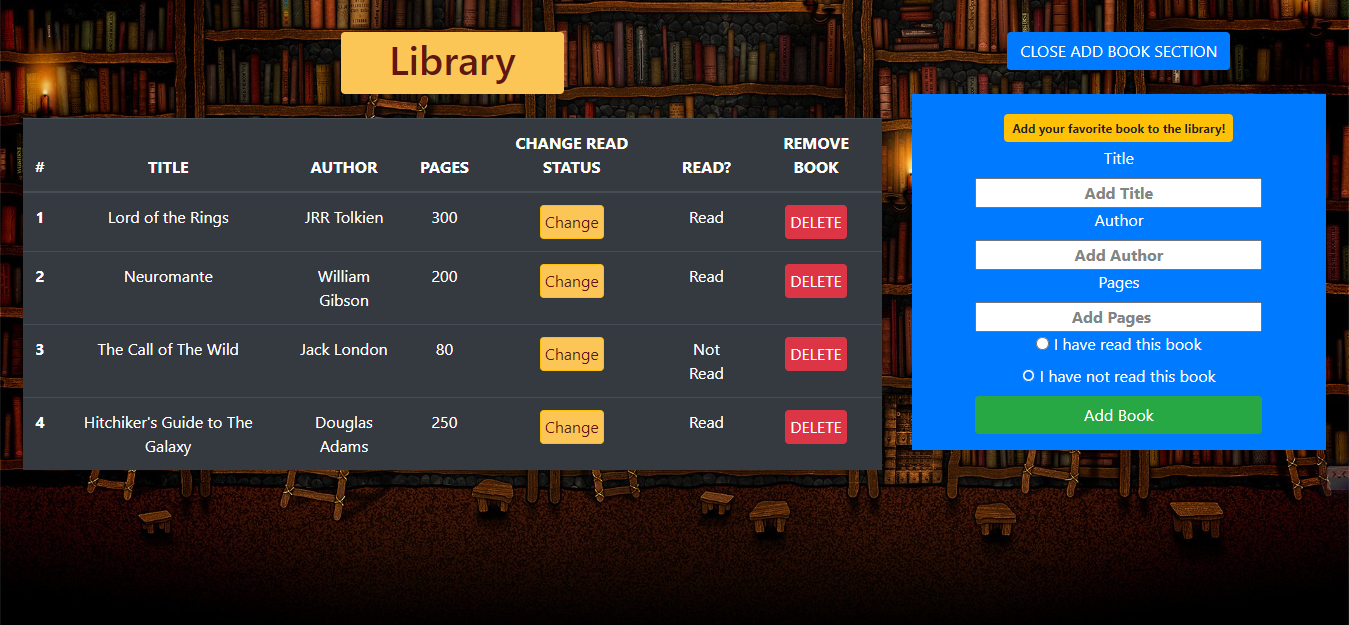 Library
CLOSE ADD BOOK SECTION
# TITLE AUTHOR PAGES CHANGE READ STATUS READ? REMOVE BOOK
1 Lord of the Rings JRR Tolkien 300 Change Read DELETE
2 Neuromante William Gibson 200 Change Read DELETE
3 The Call of The Wild Jack London 80 Change Not Read DELETE
4 Hitchiker's Guide to The Galaxy Douglas Adams 250 Change Read DELETE
Add your favorite book to the library!
Title
Add Title
Author
Add Author
Pages
Add Pages
I have read this book
I have not read this book
Add Book